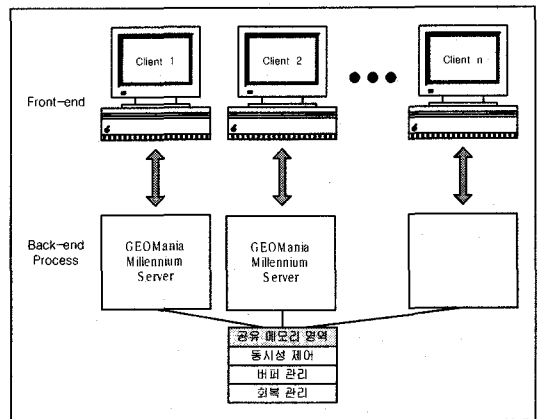 Client 1
Client 2
Client n
Front-end
Back-end
Process
GEOMania
Millennium
Server
GEOMania
Millennium
Server
공유 메모리 영역
동시성 제어
버퍼 관리
회복 관리